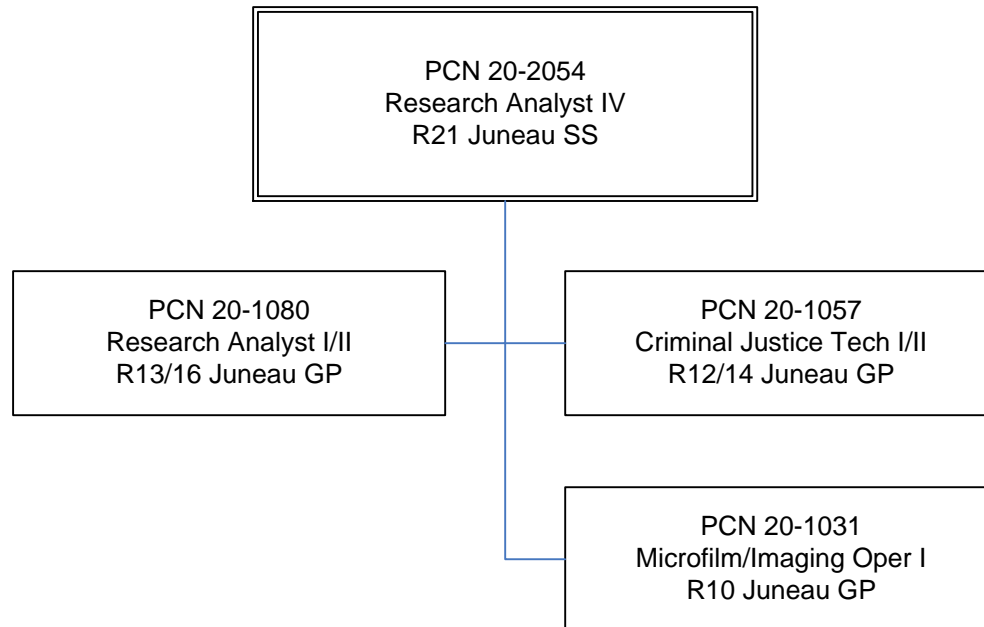 PCN 20-2054
Research Analyst IV
R21 Juneau SS
PCN 20-1080
Research Analyst I/II
R13/16 Juneau GP
PCN 20-1057
Criminal Justice Tech I/II
R12/14 Juneau GP
PCN 20-1031
Microfilm/Imaging Oper I
R10 Juneau GP